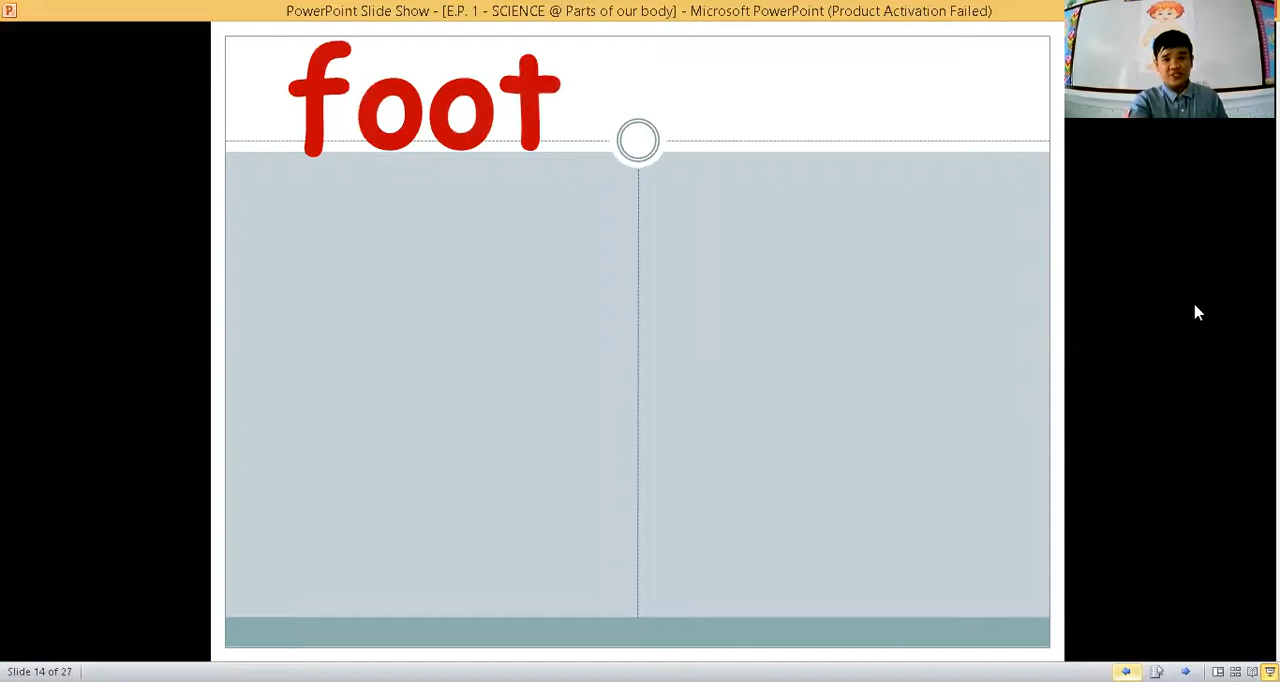 PowerPoint Slide Show - [E.P. 1 - SCIENCE @ Parts of our body] - Microsoft PowerPoint (Product Activation Failed)
foot
Slide 14 of 27